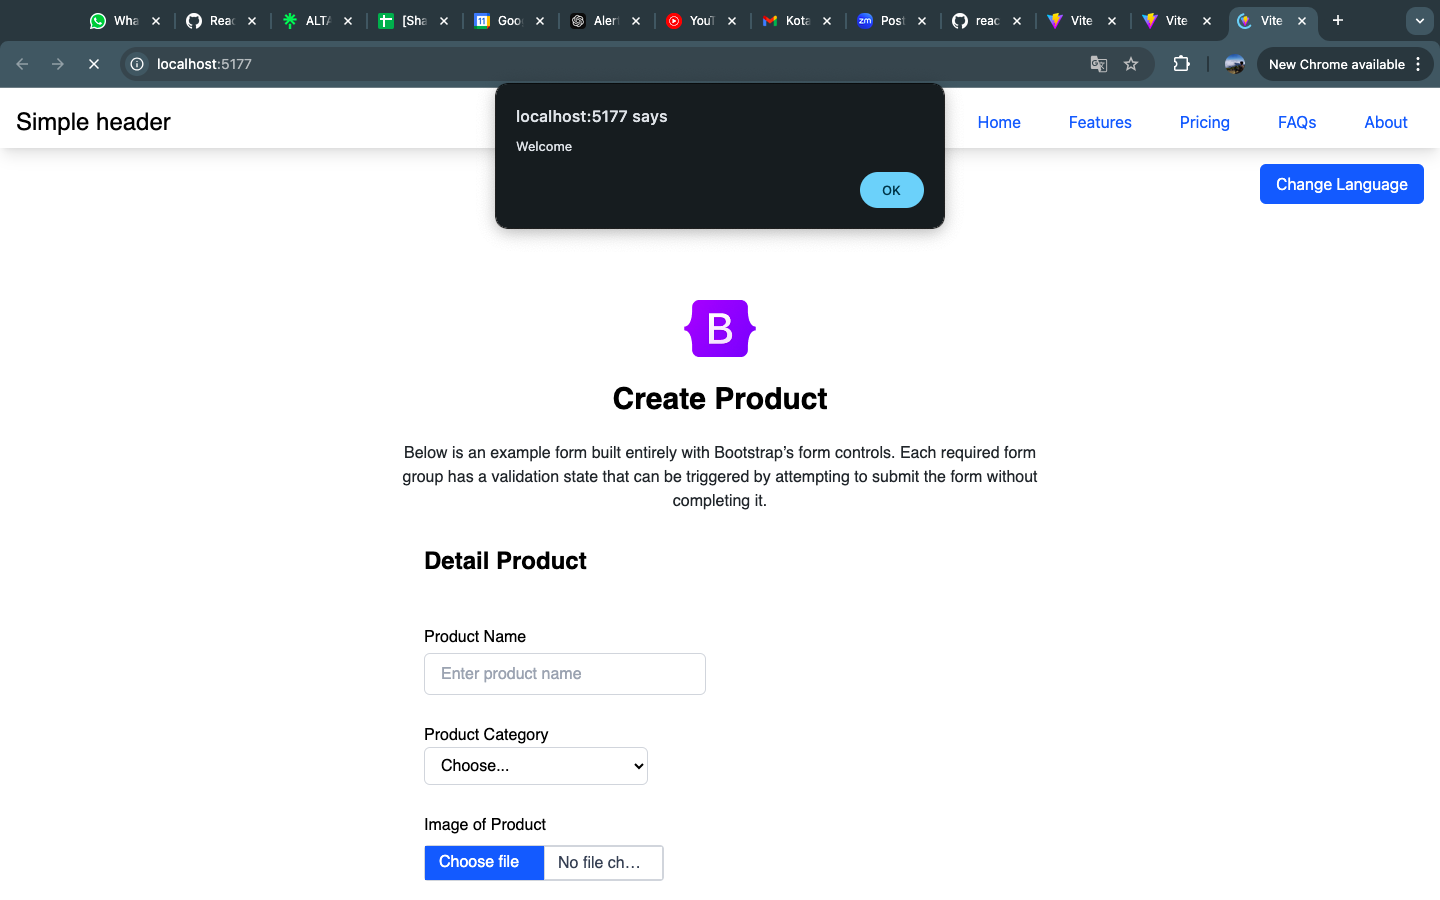 Wha
Reac
ALTA
[Sha
11
Goo
Aler
YouT
Kota
zm
Post
reac
Vite
Vite
Vite
localhost:5177
New Chrome available
localhost:5177 says
Welcome
OK
Simple header
Home
Features
Pricing
FAQs
About
Change Language
B
Create Product
Below is an example form built entirely with Bootstrap’s form controls. Each required form
group has a validation state that can be triggered by attempting to submit the form without
completing it.
Detail Product
Product Name
Enter product name
Product Category
Choose...
Image of Product
Choose file
No file ch…